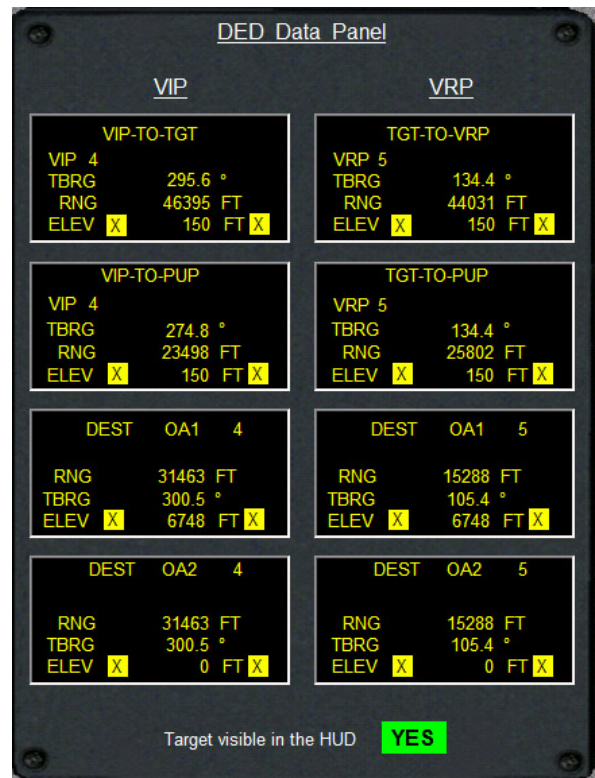 DED Data Panel
VIP
VIP-TO-TGT
VIP 4
TBRG 295.6 °
RNG 46395 FT
ELEV X 150 FT X
VIP-TO-PUP
VIP 4
TBRG 274.8 °
RNG 23498 FT
ELEV X 150 FT X
DEST OA1 4
RNG 31463 FT
TBRG 300.5 °
ELEV X 6748 FT X
DEST OA2 4
RNG 31463 FT
TBRG 300.5 °
ELEV X 0 FT X
VRP
TGT-TO-VRP
VRP 5
TBRG 134.4 °
RNG 44031 FT
ELEV X 150 FT X
TGT-TO-PUP
VRP 5
TBRG 134.4 °
RNG 25802 FT
ELEV X 150 FT X
DEST OA1 5
RNG 15288 FT
TBRG 105.4 °
ELEV X 6748 FT X
DEST OA2 5
RNG 15288 FT
TBRG 105.4 °
ELEV X 0 FT X
Target visible in the HUD YES